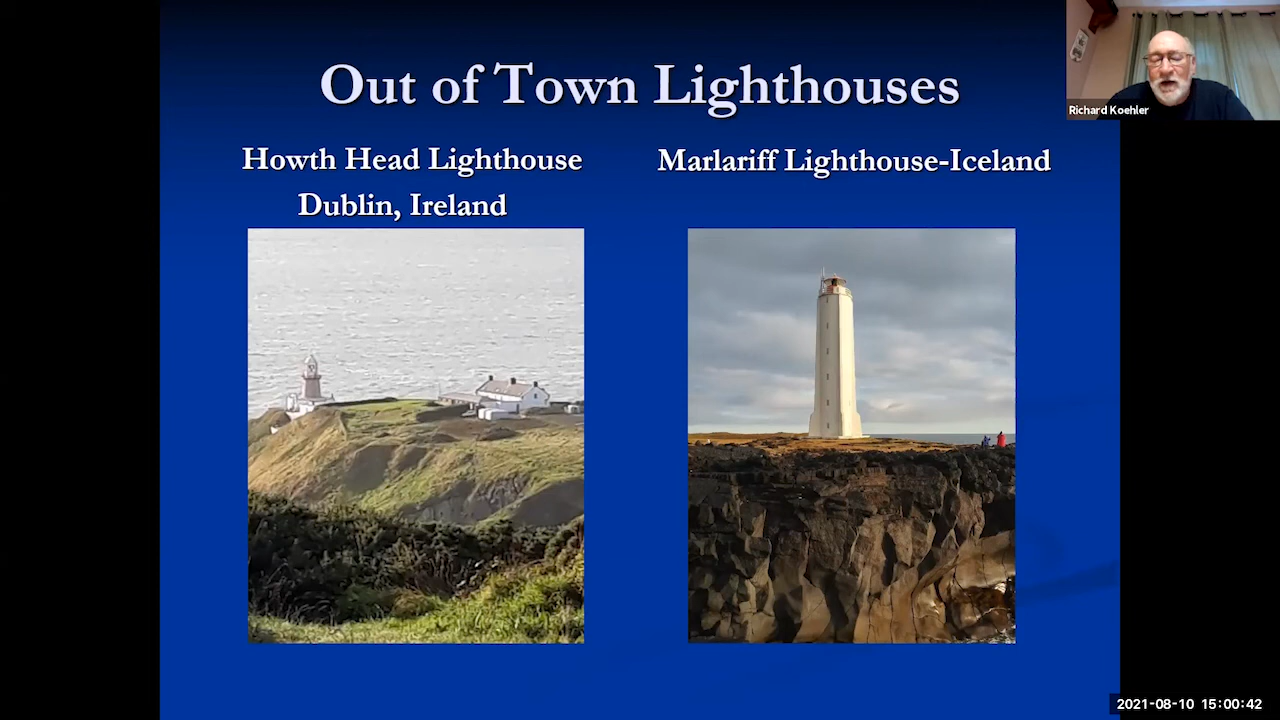 Out of Town Lighthouses
Richard Koehler
Howth Head Lighthouse
Dublin, Ireland
Marlariff Lighthouse-Iceland
2021-08-10 15:00:42